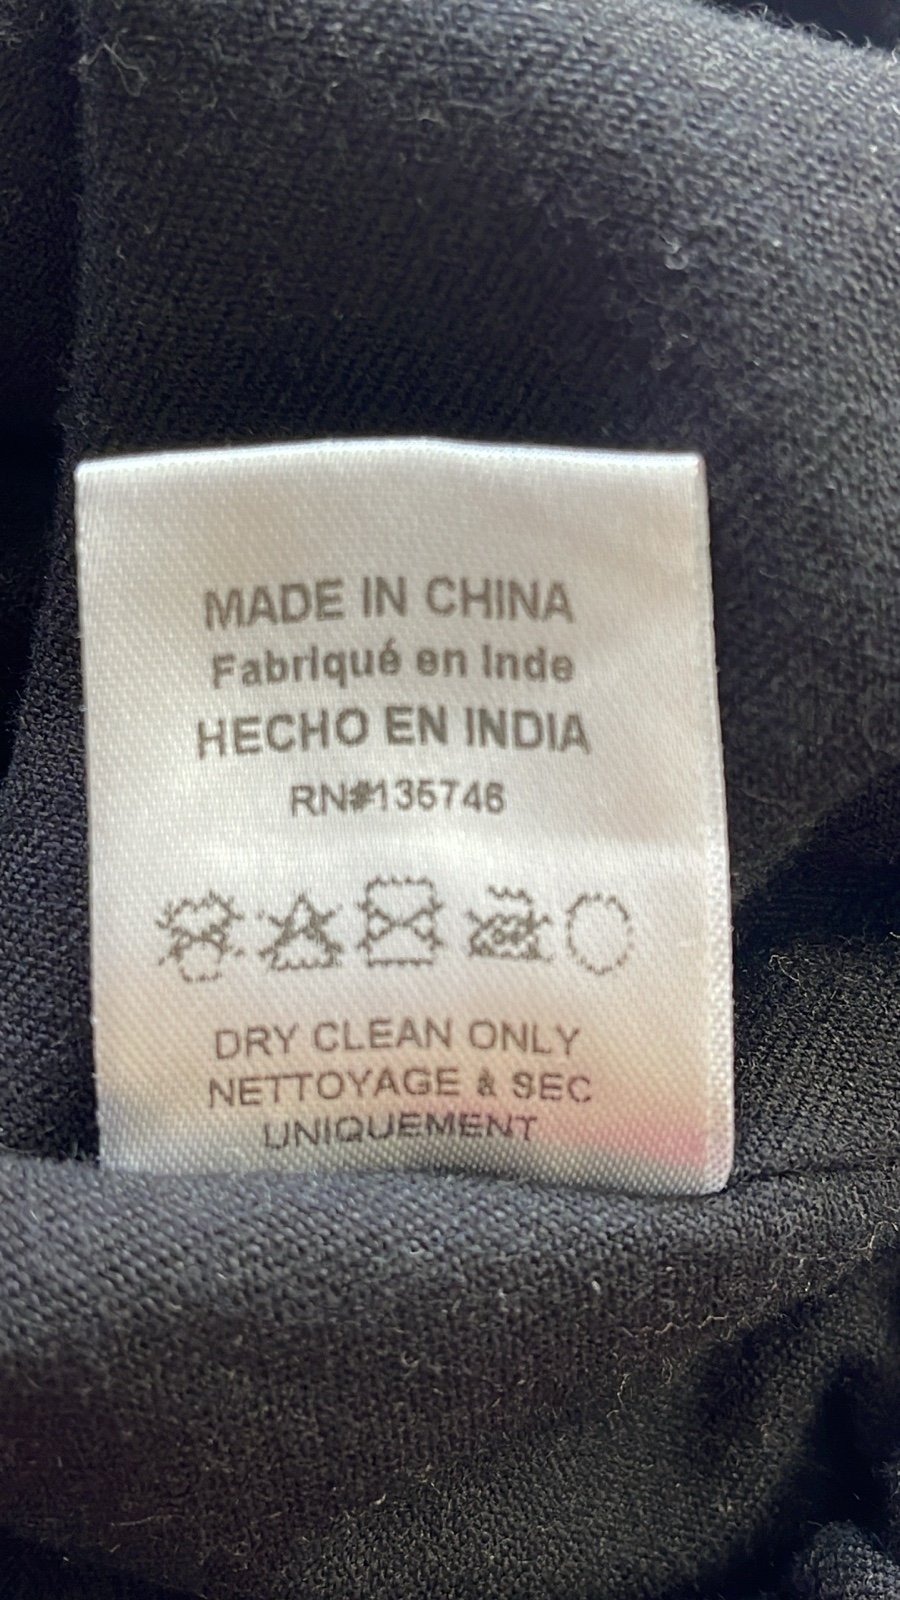 MADE IN CHINA
Fabriqué en Inde
HECHO EN INDIA
RN#135746
DRY CLEAN ONLY
NETTOYAGE à SEC
UNIQUEMENT